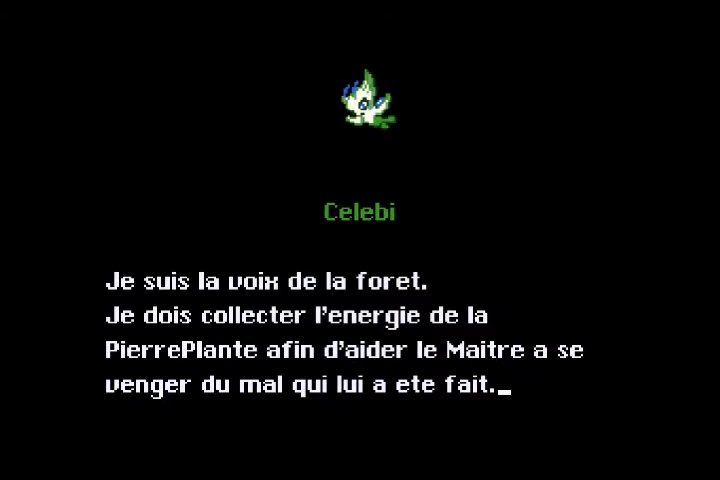 Celebi
Je suis la voix de la foret.
Je dois collecter l'energie de la
PierrePlante afin d'aider le Maitre a se
venger du mal qui lui a ete fait._